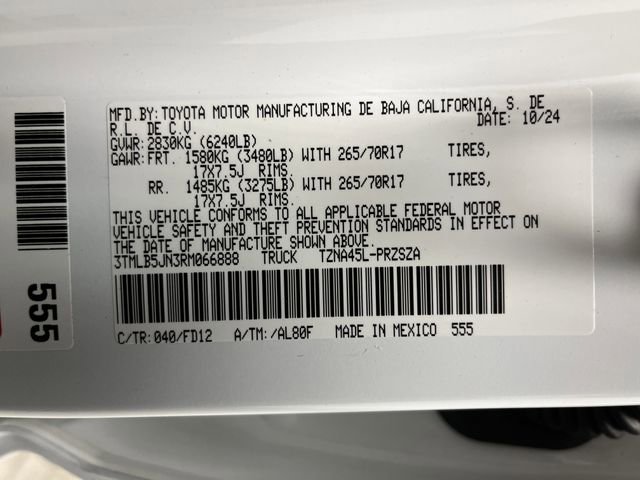 MFD.BY:TOYOTA MOTOR MANUFACTURING DE BAJA CALIFORNIA, S. DE
R.L. DE C.V. DATE: 10/24
GVWR:2830KG (6240LB)
GAWR:FRT. 1580KG (3480LB) WITH 265/70R17 TIRES,
17X7.5J RIMS.
RR. 1485KG (3275LB) WITH 265/70R17 TIRES,
17X7.5J RIMS.
THIS VEHICLE CONFORMS TO ALL APPLICABLE FEDERAL MOTOR
VEHICLE SAFETY AND THEFT PREVENTION STANDARDS IN EFFECT ON
THE DATE OF MANUFACTURE SHOWN ABOVE.
3TMLB5JN3RM066888 TRUCK TZNA45L-PRZSZA
C/TR:040/FD12 A/TM:/AL80F MADE IN MEXICO 555
555